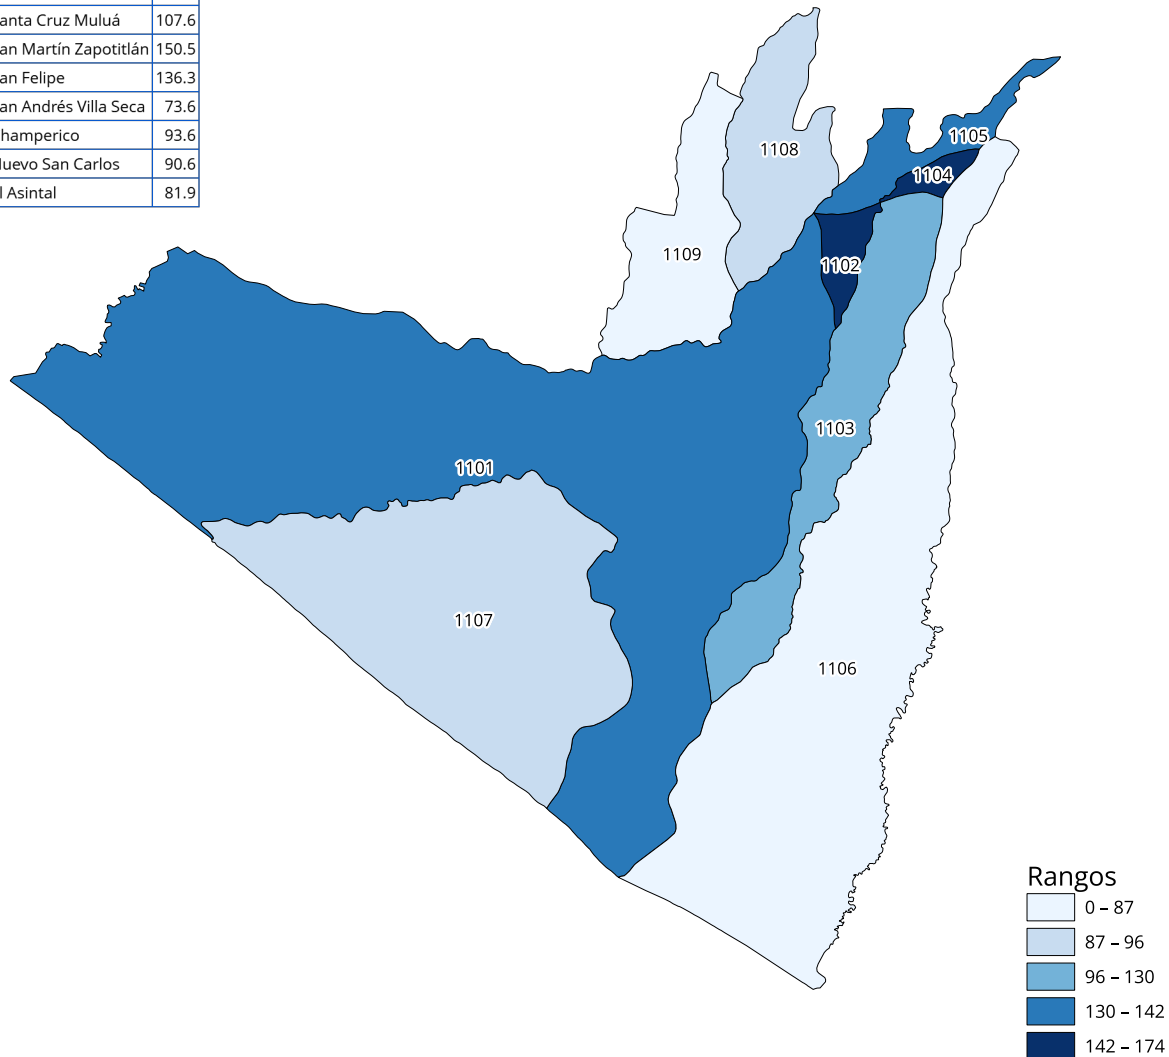 anta Cruz Muluá 107.6
an Martín Zapotitlán 150.5
an Felipe 136.3
an Andrés Villa Seca 73.6
hamperico 93.6
uevo San Carlos 90.6
l Asintal 81.9
1108
1105
1104
1109
1102
1103
1101
1107
1106
Rangos
0 – 87
87 – 96
96 – 130
130 – 142
142 – 174